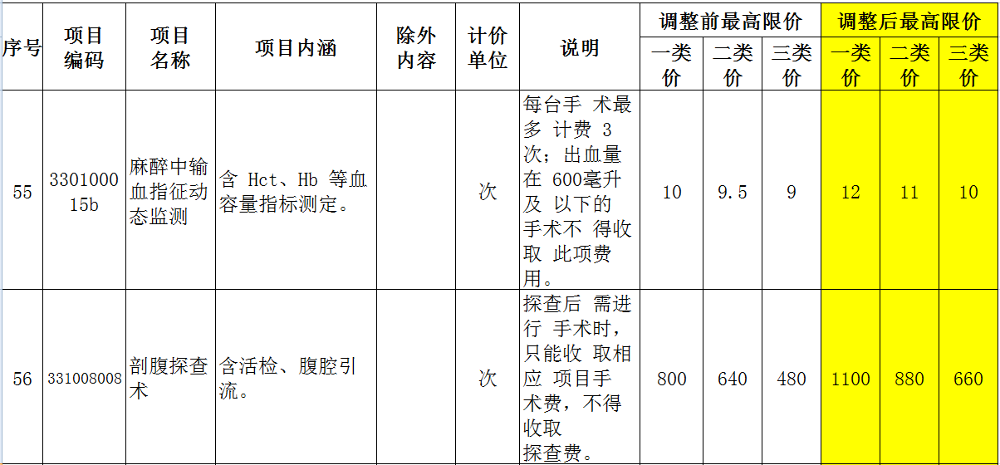 序号
项目
编码
项目
名称
项目内涵
除外
内容
计价
单位
说明
调整前最高限价
一类
价
二类
价
三类
价
调整后最高限价
一类
价
二类
价
三类
价
55
3301000
15b
麻醉中输
血指征动
态监测
含 Hct、Hb 等血
容量指标测定。
次
每台手 术最
多 计费 3
次；出血量
在 600毫升
及 以下的
手术不 得收
取 此项费
用。
10
9.5
9
12
11
10
56
331008008
剖腹探查
术
含活检、腹腔引
流。
次
探查后 需进
行 手术时，
只能收 取相
应 项目手
术费，不得
收取
探查费。
800
640
480
1100
880
660